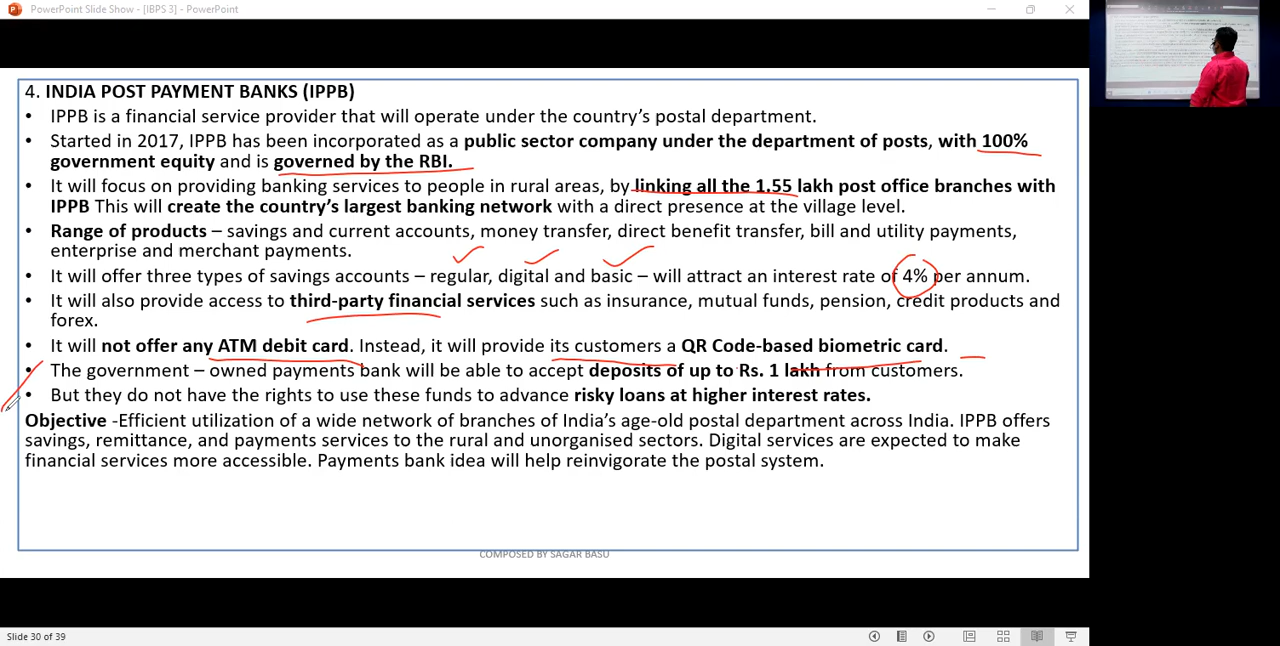 PowerPoint Slide Show - [IBPS 3] - PowerPoint
4. INDIA POST PAYMENT BANKS (IPPB)
• IPPB is a financial service provider that will operate under the country's postal department.
• Started in 2017, IPPB has been incorporated as a public sector company under the department of posts, with 100%
government equity and is governed by the RBI.
• It will focus on providing banking services to people in rural areas, by linking all the 1.55 lakh post office branches with
IPPB This will create the country's largest banking network with a direct presence at the village level.
• Range of products – savings and current accounts, money transfer, direct benefit transfer, bill and utility payments,
enterprise and merchant payments.
• It will offer three types of savings accounts – regular, digital and basic – will attract an interest rate of 4% per annum.
• It will also provide access to third-party financial services such as insurance, mutual funds, pension, credit products and
forex.
• It will not offer any ATM debit card. Instead, it will provide its customers a QR Code-based biometric card.
• The government – owned payments bank will be able to accept deposits of up to Rs. 1 lakh from customers.
• But they do not have the rights to use these funds to advance risky loans at higher interest rates.
Objective -Efficient utilization of a wide network of branches of India's age-old postal department across India. IPPB offers
savings, remittance, and payments services to the rural and unorganised sectors. Digital services are expected to make
financial services more accessible. Payments bank idea will help reinvigorate the postal system.
COMPOSED BY SAGAR BASU
Slide 30 of 39